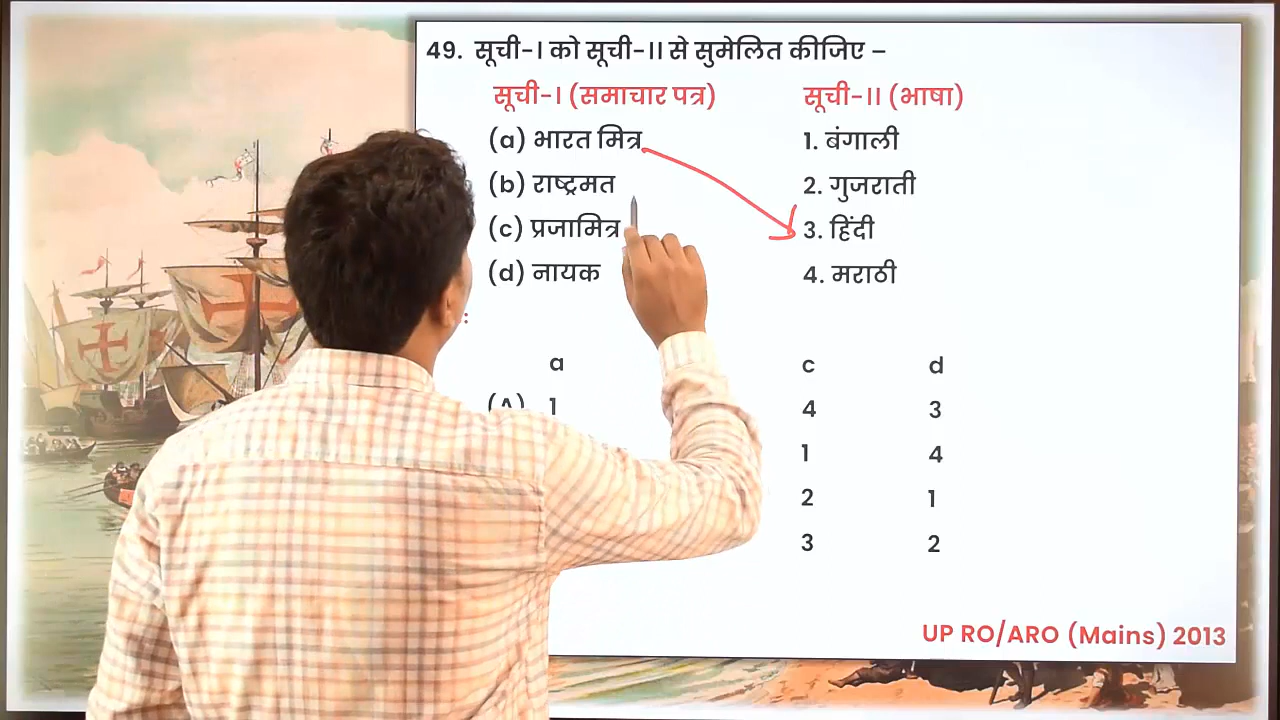 49. सूची-I को सूची-II से सुमेलित कीजिए –
सूची-I (समाचार पत्र) सूची-II (भाषा)
(a) भारत मित्र 1. बंगाली
(b) राष्ट्रमत 2. गुजराती
(c) प्रजामित्र 3. हिंदी
(d) नायक 4. मराठी
:
a c d
(A) 1 4 3
1 4
2 1
3 2
UP RO/ARO (Mains) 2013